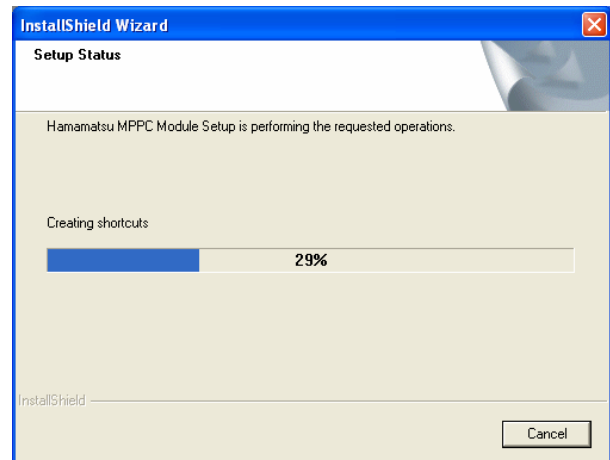 InstallShield Wizard
Setup Status
Hamamatsu MPPC Module Setup is performing the requested operations.
Creating shortcuts
29%
InstallShield
Cancel